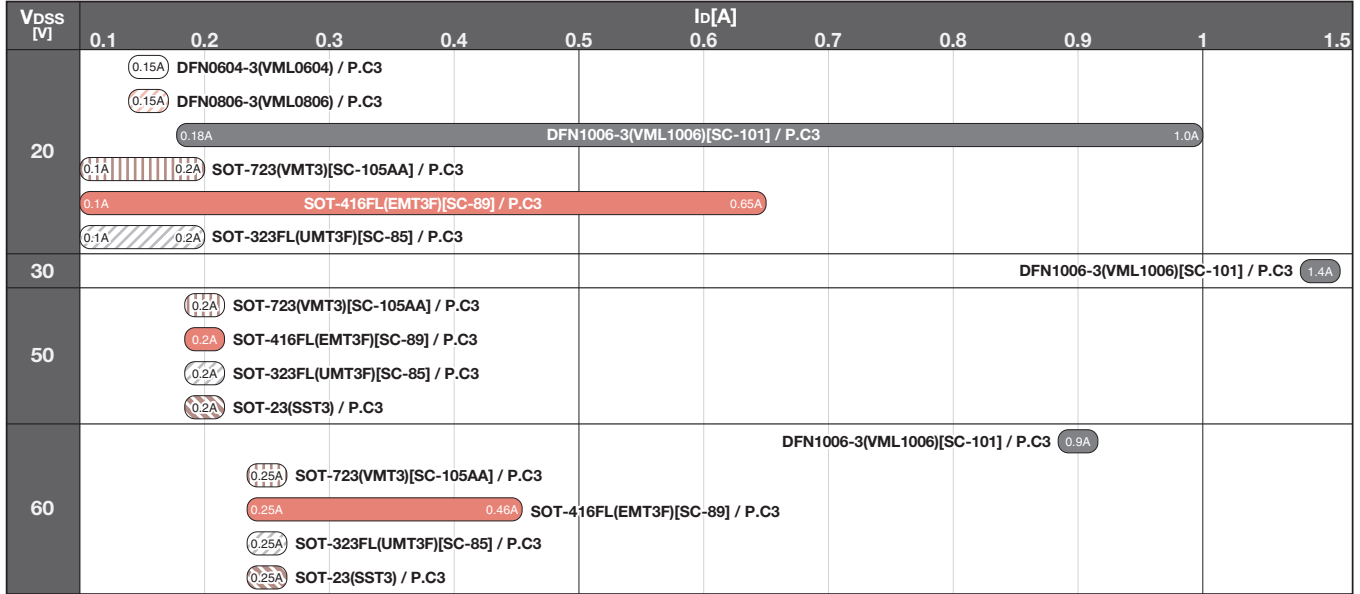 VDSS [V]
ID[A]
0.1 0.2 0.3 0.4 0.5 0.6 0.7 0.8 0.9 1 1.5
20
0.15A DFN0604-3(VML0604) / P.C3
0.15A DFN0806-3(VML0806) / P.C3
0.18A DFN1006-3(VML1006)[SC-101] / P.C3 1.0A
0.1A 0.2A SOT-723(VMT3)[SC-105AA] / P.C3
0.1A SOT-416FL(EMT3F)[SC-89] / P.C3 0.65A
0.1A 0.2A SOT-323FL(UMT3F)[SC-85] / P.C3
30
DFN1006-3(VML1006)[SC-101] / P.C3 1.4A
50
0.2A SOT-723(VMT3)[SC-105AA] / P.C3
0.2A SOT-416FL(EMT3F)[SC-89] / P.C3
0.2A SOT-323FL(UMT3F)[SC-85] / P.C3
0.2A SOT-23(SST3) / P.C3
60
DFN1006-3(VML1006)[SC-101] / P.C3 0.9A
0.25A SOT-723(VMT3)[SC-105AA] / P.C3
0.25A 0.46A SOT-416FL(EMT3F)[SC-89] / P.C3
0.25A SOT-323FL(UMT3F)[SC-85] / P.C3
0.25A SOT-23(SST3) / P.C3